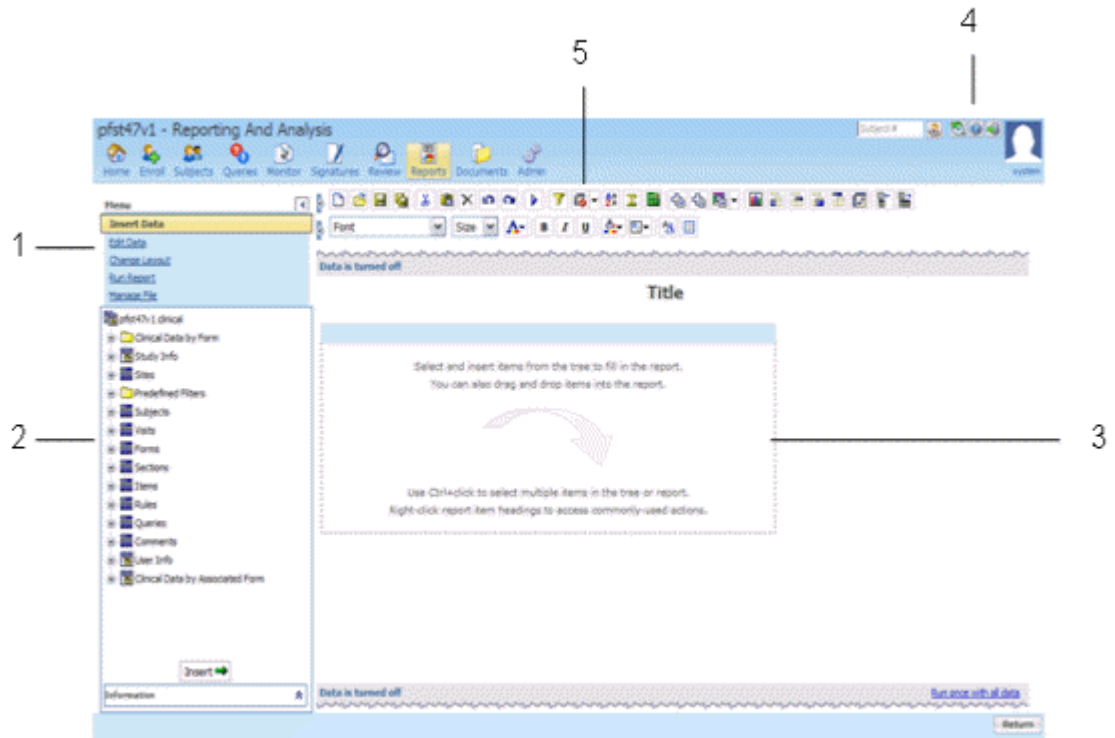 4
5
pfst47v1 - Reporting And Analysis
Subject #
Home Enroll Subjects Queries Monitor Signatures Review Reports Documents Admin
system
Menu
Insert Data
Font Size A B I U
1
Edit Data
Change Layout
Run Report
Manage File
Data is turned off
Title
pfst47v1 clinical
Clinical Data by Form
Study Info
Sites
Predefined Filters
Subjects
Visits
Forms
Sections
Items
Rules
Queries
Comments
User Info
Clinical Data by Associated Form
Select and insert items from the tree to fill in the report.
You can also drag and drop items into the report.
2
3
Use Ctrl+click to select multiple items in the tree or report.
Right-click report item headings to access commonly-used actions.
Insert
Information
Data is turned off
Run once with all data
Return